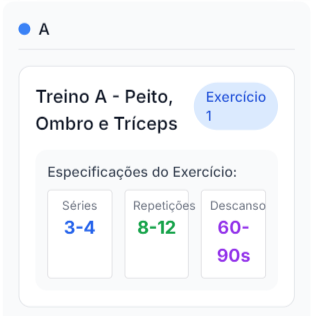 A
Treino A - Peito,
Ombro e Tríceps
Exercício
1
Especificações do Exercício:
Séries Repetições Descanso
3-4 8-12 60-
90s